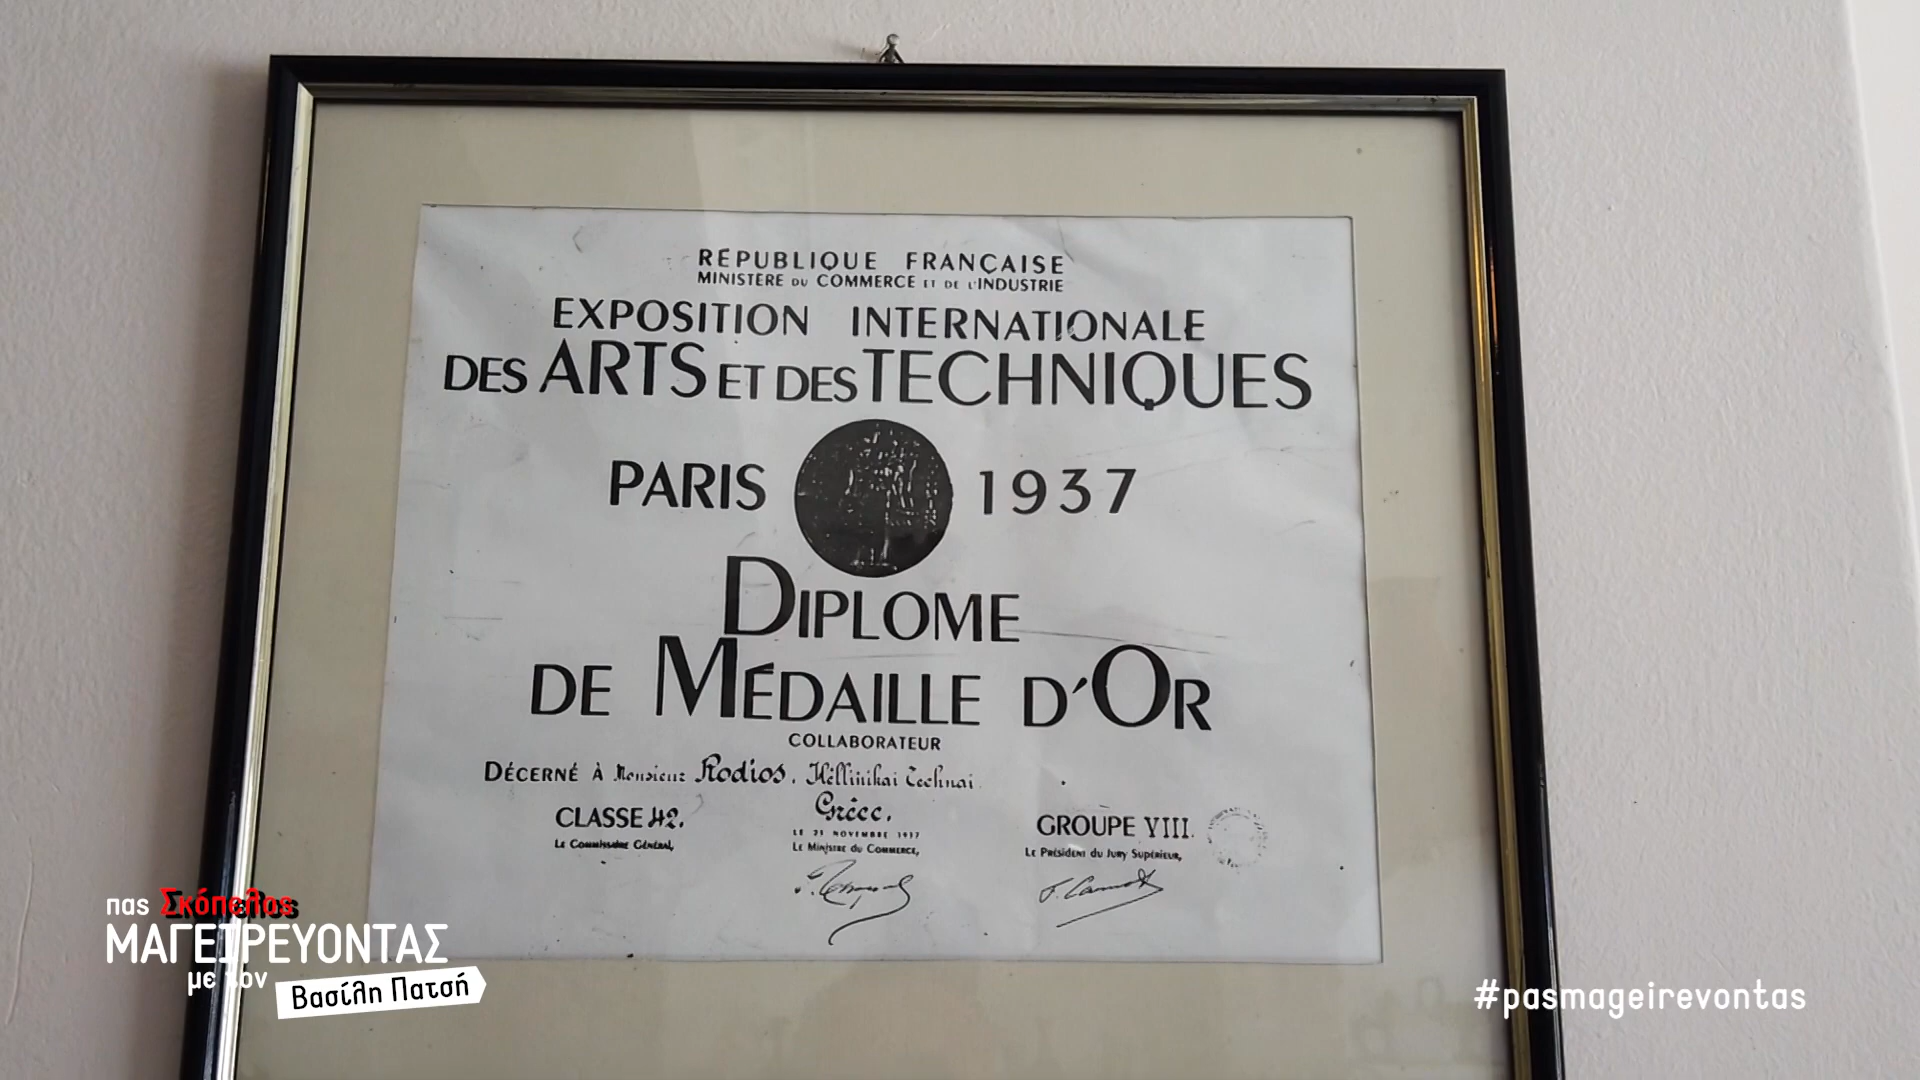 RÉPUBLIQUE FRANÇAISE
MINISTÈRE DU COMMERCE ET DE L'INDUSTRIE
EXPOSITION INTERNATIONALE
DES ARTS ET DES TECHNIQUES
PARIS 1937
DIPLOME
DE MÉDAILLE D'OR
COLLABORATEUR
DÉCERNÉ À Monsieur Rodios. Hellinikai Technai
Grèce.
CLASSE 42. GROUPE VIII.
LE COMMISSAIRE GÉNÉRAL,
LE 25 NOVEMBRE 1937
LE MINISTRE DU COMMERCE,
LE PRÉSIDENT DU JURY SUPÉRIEUR,
πας Σκόπελος
ΜΑΓΕΙΡΕΥΟΝΤΑΣ
με τον Βασίλη Πατσή
#pasmageirevontas